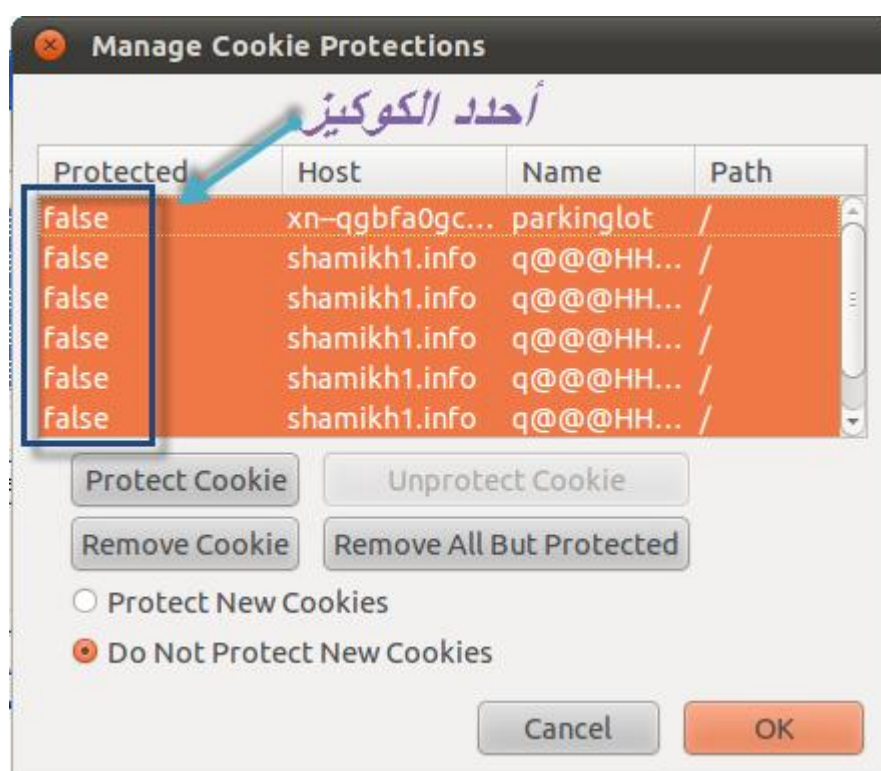 Manage Cookie Protections
أحدد الكوكيز
Protected Host Name Path
false xn--qgbfa0gc... parkinglot /
false shamikh1.info q@@@HH... /
false shamikh1.info q@@@HH... /
false shamikh1.info q@@@HH... /
false shamikh1.info q@@@HH... /
false shamikh1.info q@@@HH... /
Protect Cookie Unprotect Cookie
Remove Cookie Remove All But Protected
Protect New Cookies
Do Not Protect New Cookies
Cancel OK